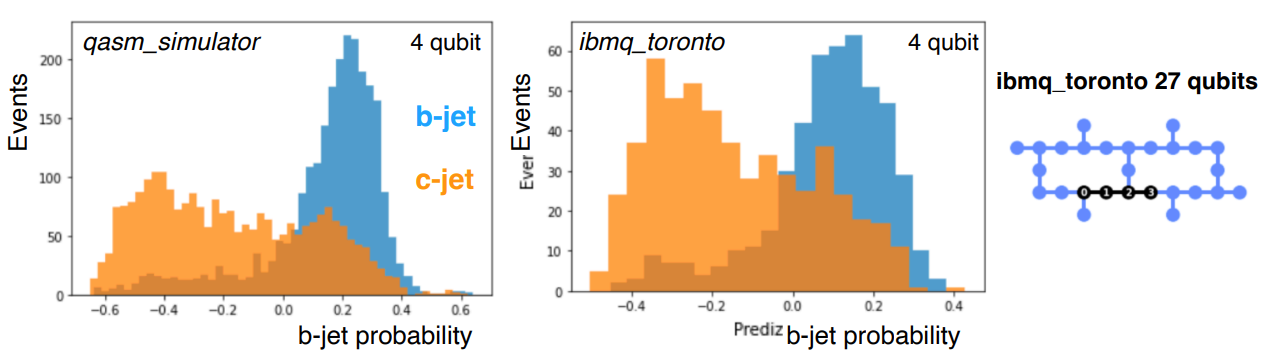 qasm_simulator
4 qubit
b-jet
c-jet
Events
200
150
100
50
0
−0.6
−0.4
−0.2
0.0
0.2
0.4
0.6
b-jet probability
ibmq_toronto
4 qubit
Events
Ever
60
50
40
30
20
10
0
−0.4
−0.2
0.0
0.2
0.4
Prediz
b-jet probability
ibmq_toronto 27 qubits
0 1 2 3